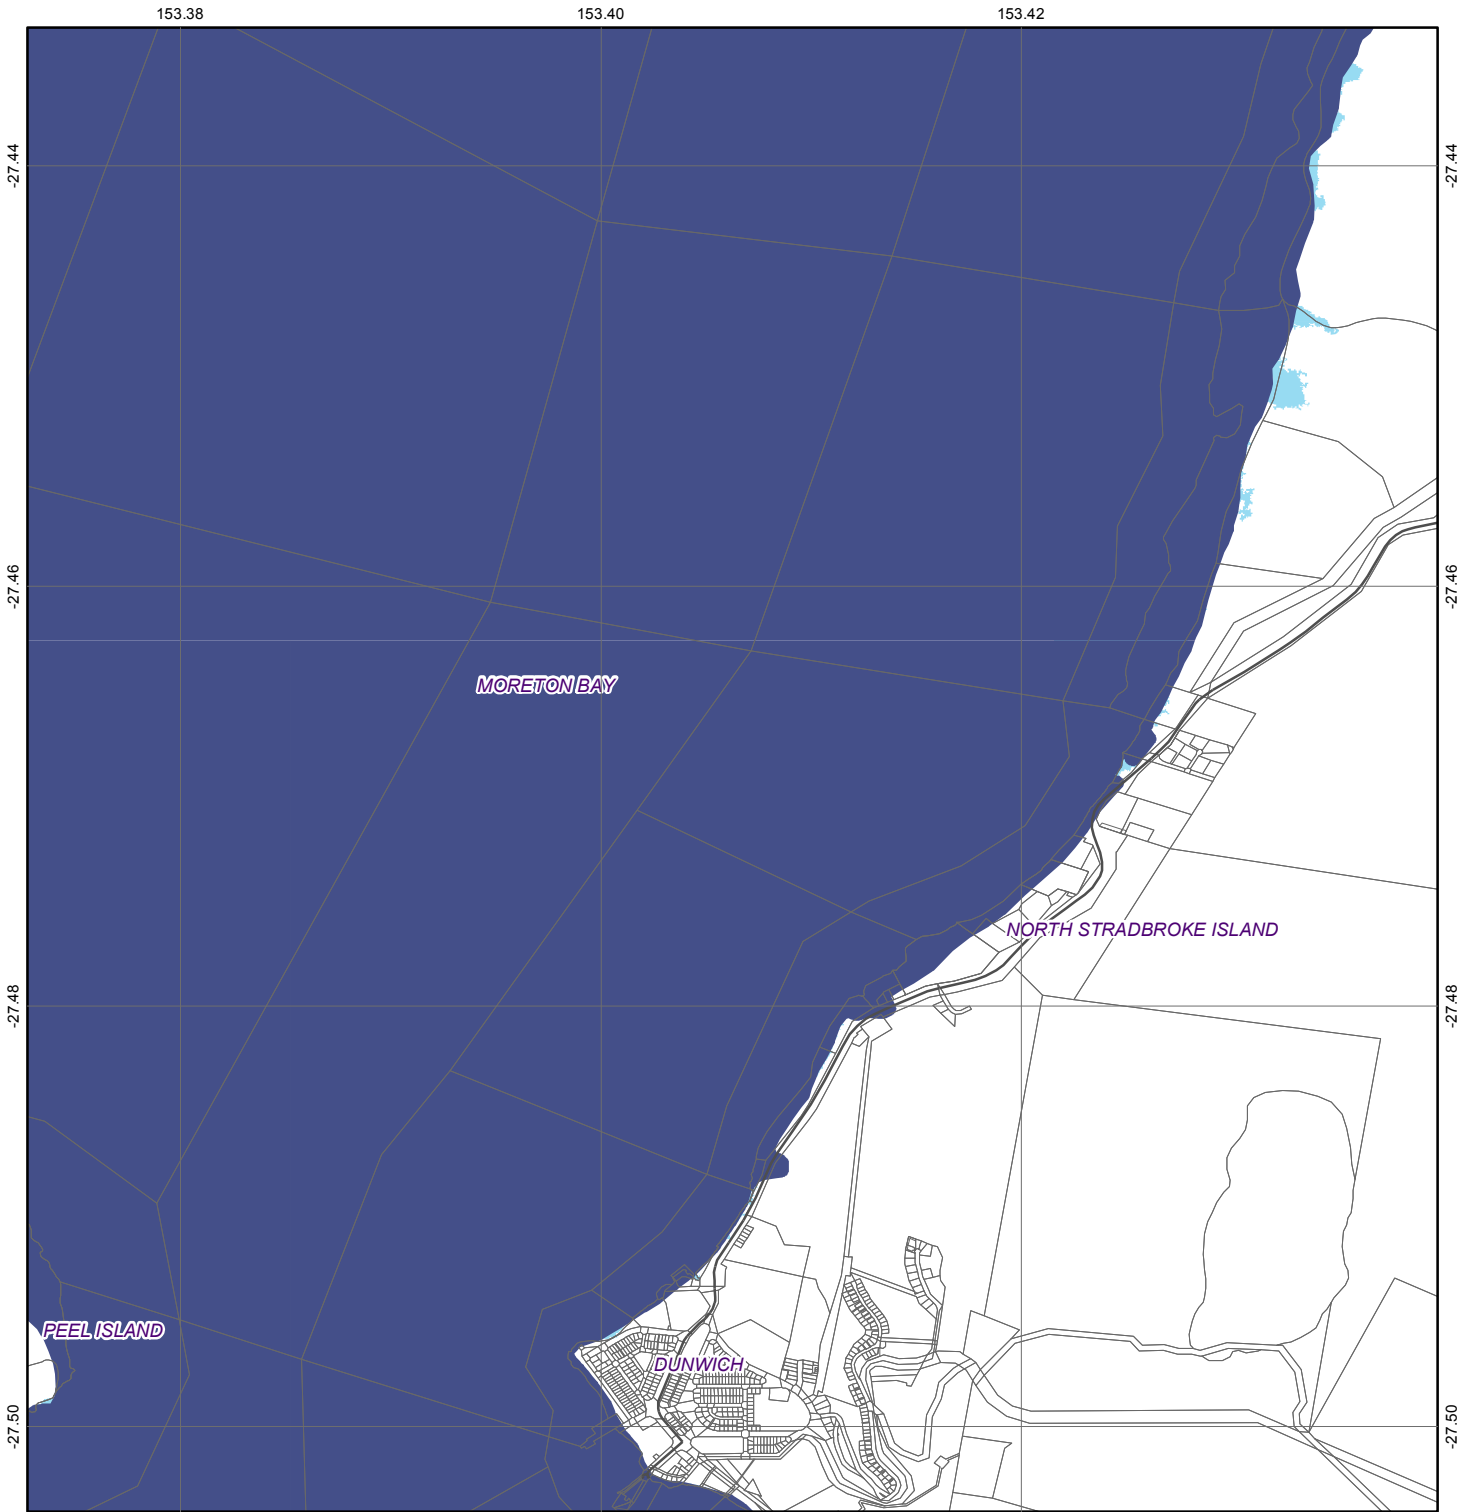 153.38 153.40 153.42
-27.44 -27.44
-27.46 -27.46
MORETON BAY
NORTH STRADBROKE ISLAND
-27.48 -27.48
PEEL ISLAND
DUNWICH
-27.50 -27.50